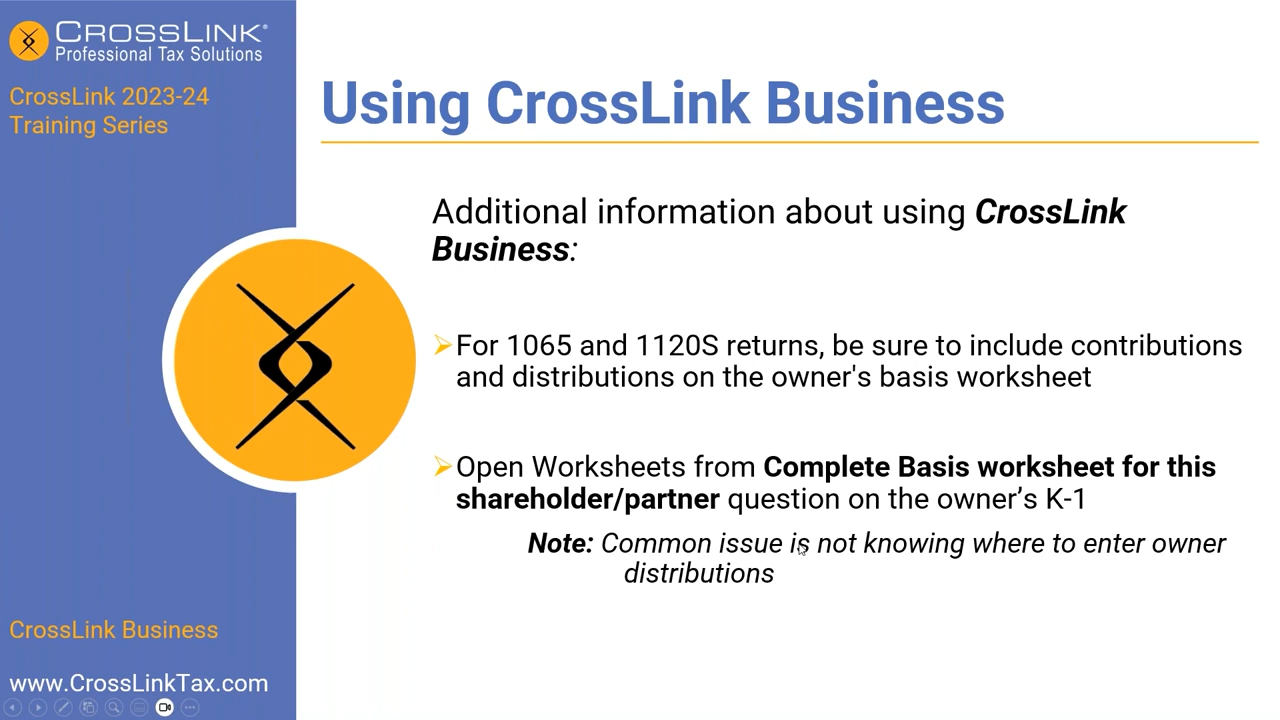 CROSSLINK®
Professional Tax Solutions
CrossLink 2023-24
Training Series
Using CrossLink Business
Additional information about using CrossLink
Business:
For 1065 and 1120S returns, be sure to include contributions
and distributions on the owner's basis worksheet
Open Worksheets from Complete Basis worksheet for this
shareholder/partner question on the owner’s K-1
Note: Common issue is not knowing where to enter owner
distributions
CrossLink Business
www.CrossLinkTax.com